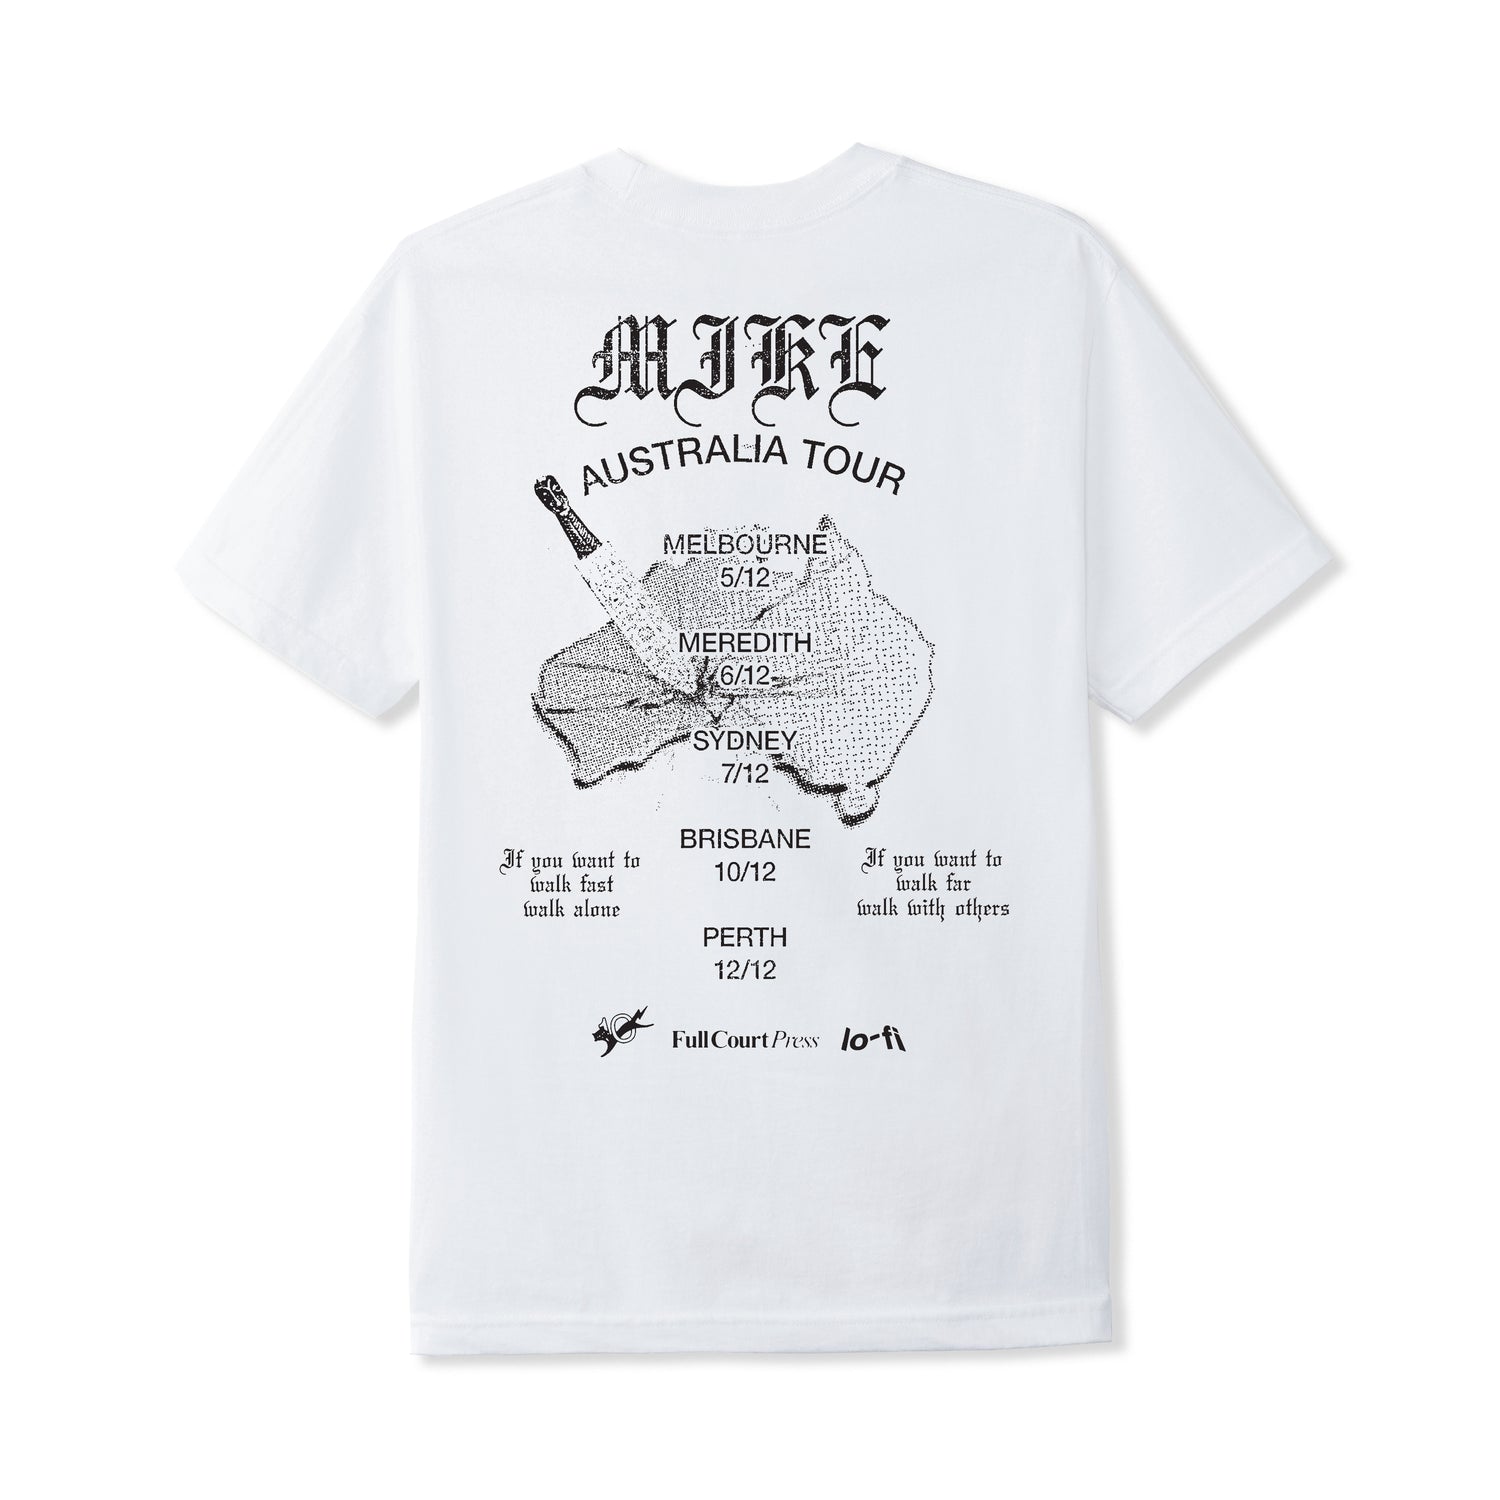 MIKE
AUSTRALIA TOUR
MELBOURNE
5/12
MEREDITH
6/12
SYDNEY
7/12
BRISBANE
10/12
If you want to
walk fast
walk alone
If you want to
walk far
walk with others
PERTH
12/12
10K
Full Court Press
lo-fi